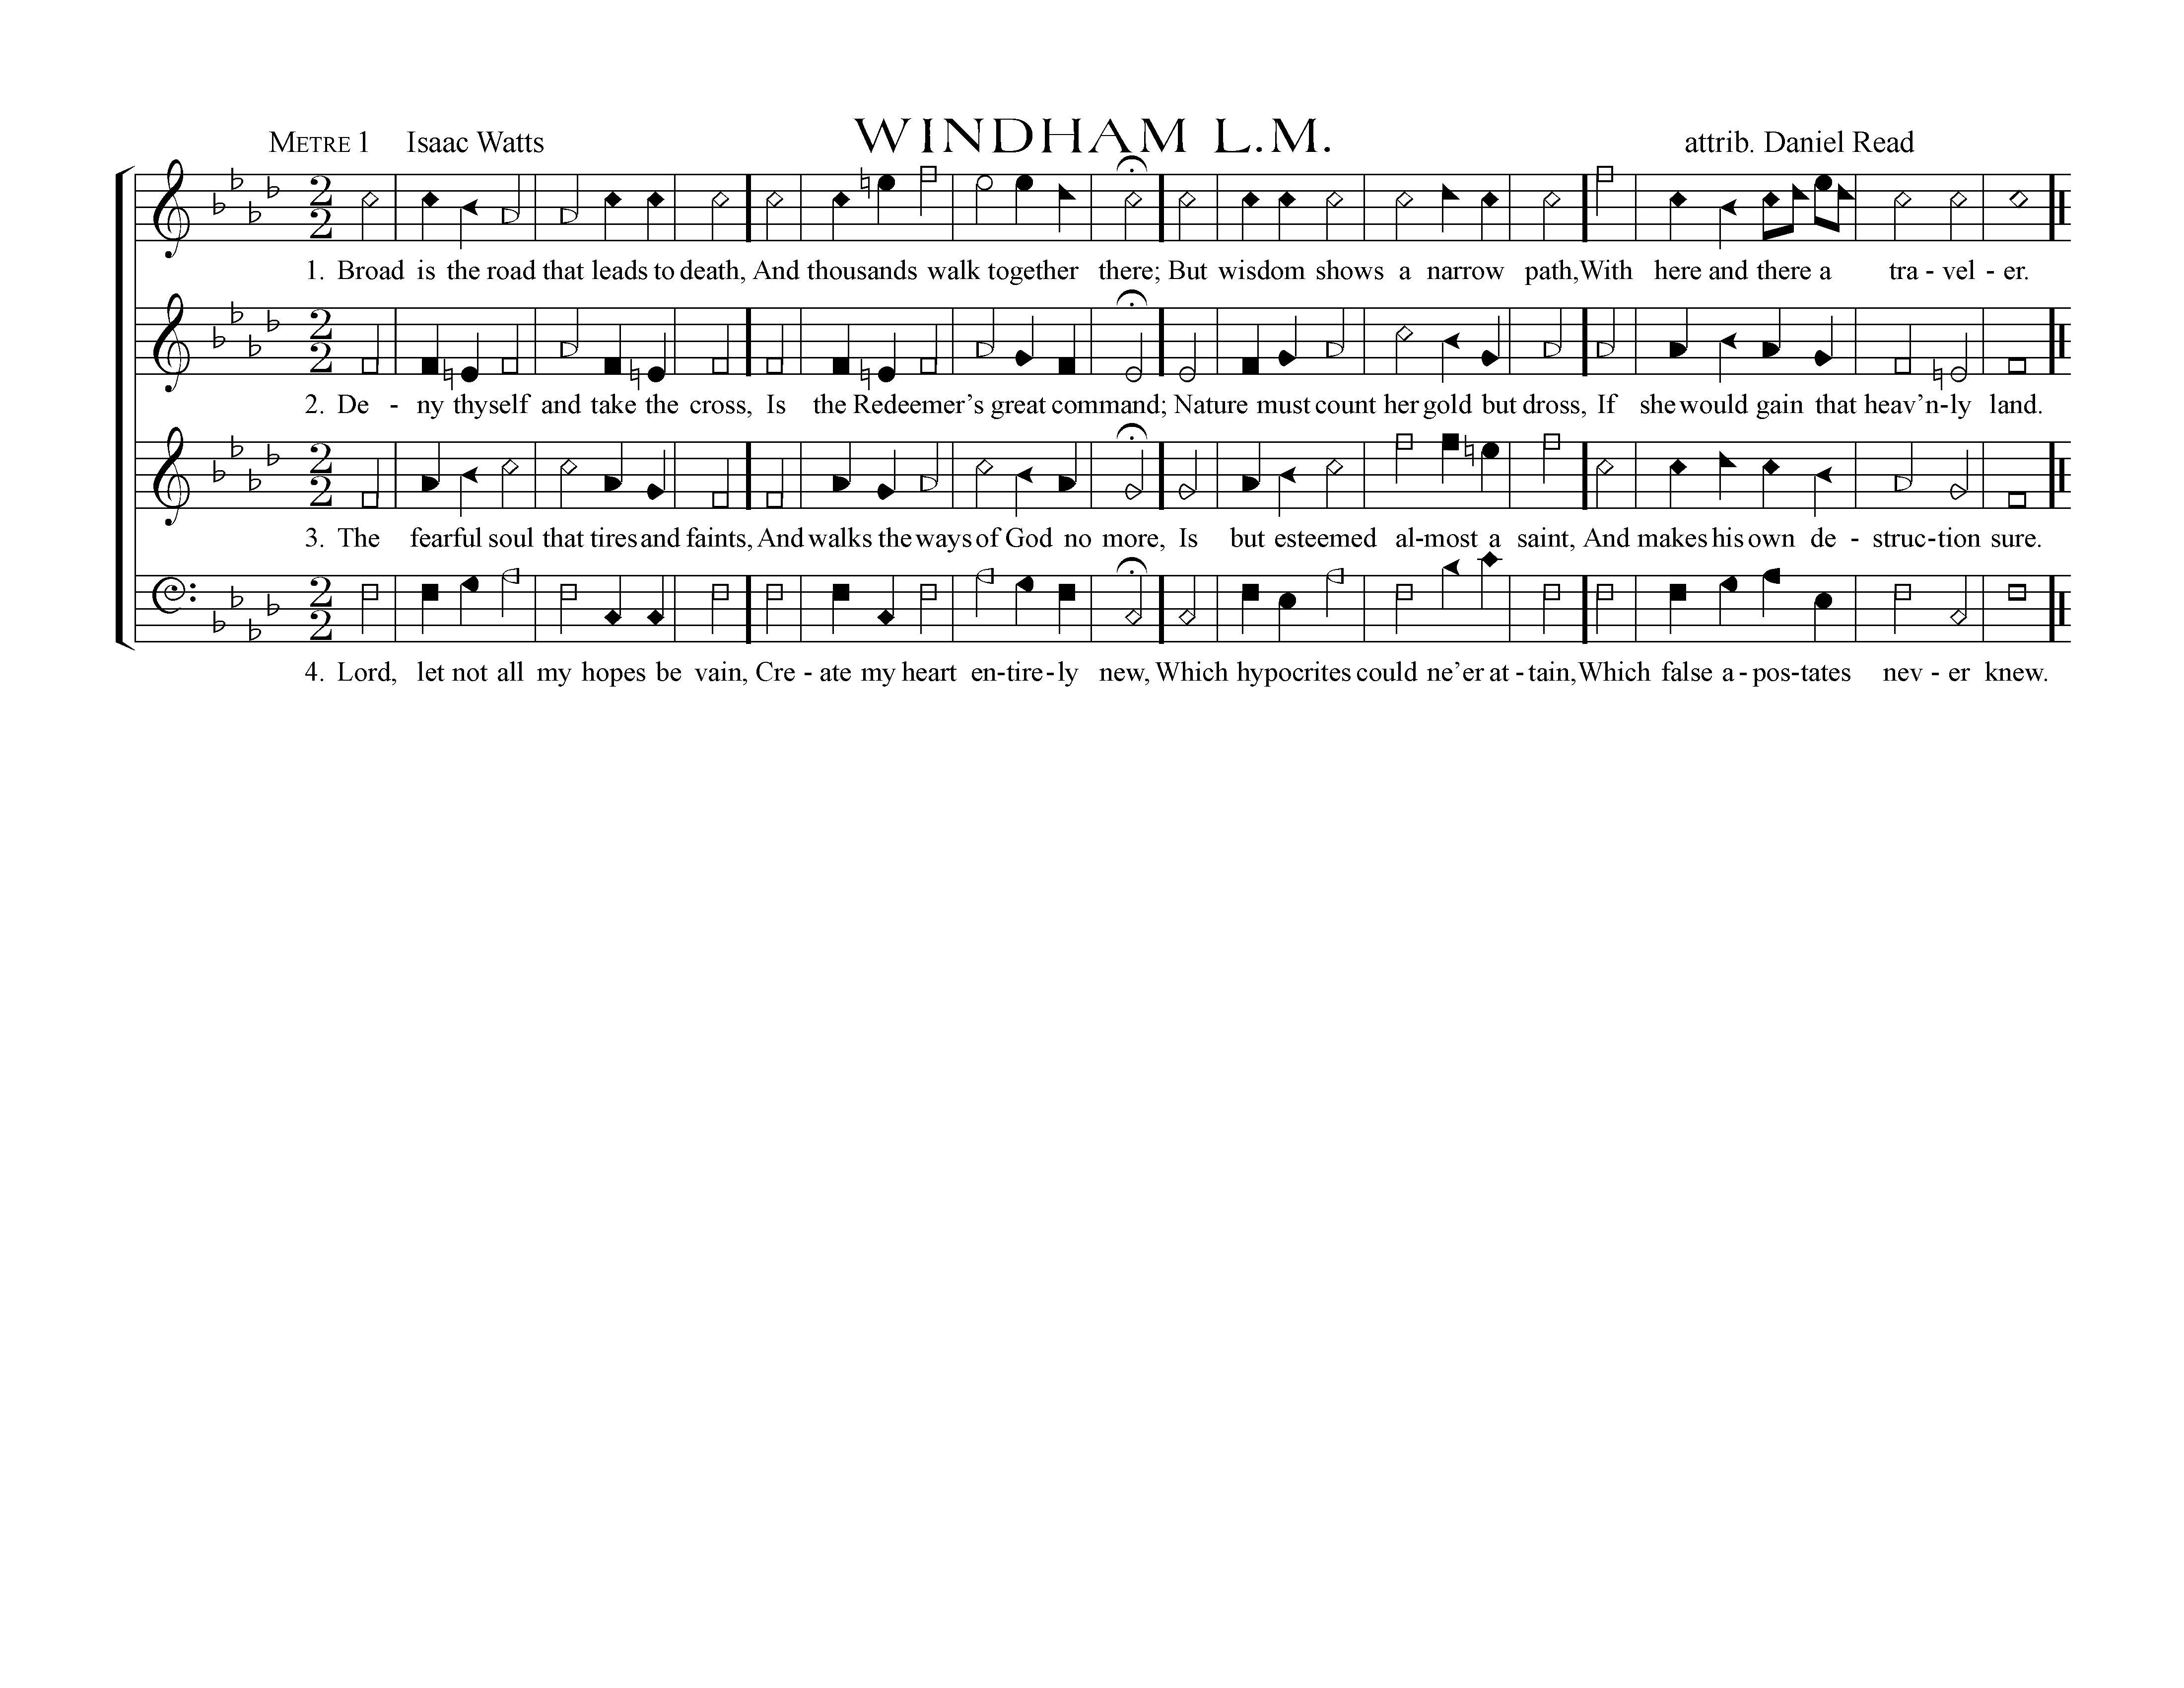 METRE 1 Isaac Watts WINDHAM L.M. attrib. Daniel Read
1. Broad is the road that leads to death, And thousands walk together there; But wisdom shows a narrow path, With here and there a tra - vel - er.
2. De - ny thyself and take the cross, Is the Redeemer’s great command; Nature must count her gold but dross, If she would gain that heav’n-ly land.
3. The fearful soul that tires and faints, And walks the ways of God no more, Is but esteemed al-most a saint, And makes his own de - struc-tion sure.
4. Lord, let not all my hopes be vain, Cre - ate my heart en-tire-ly new, Which hypocrites could ne’er at - tain, Which false a - pos-tates nev - er knew.